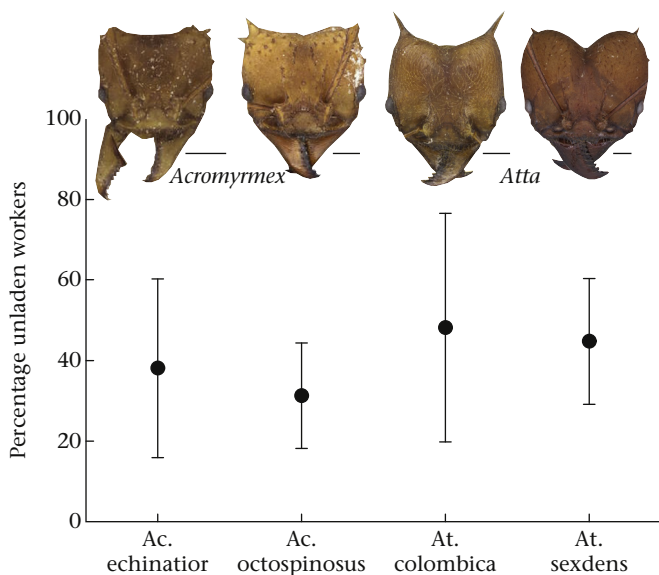 Percentage unladen workers
100
80
60
40
20
0
Acromyrmex
Atta
Ac.
echinatior
Ac.
octospinosus
At.
colombica
At.
sexdens